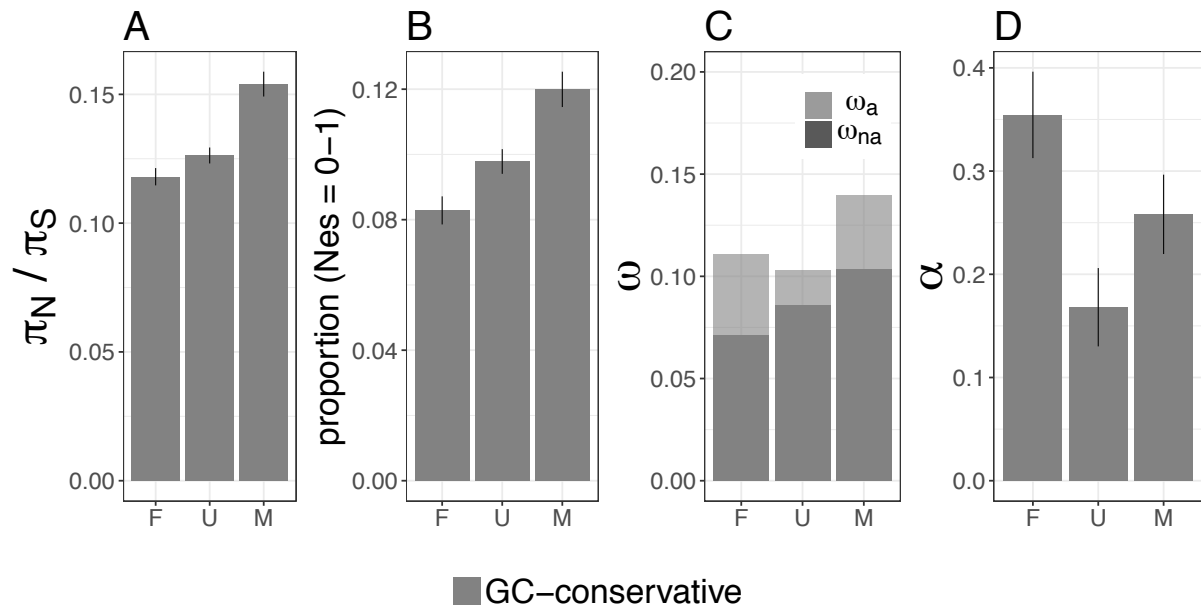 A
πN / πS
0.15
0.10
0.05
0.00
F U M
B
proportion (Nes = 0−1)
0.12
0.08
0.04
0.00
F U M
C
ω
0.20
0.15
0.10
0.05
0.00
ωa
ωna
F U M
D
α
0.4
0.3
0.2
0.1
0.0
F U M
GC−conservative